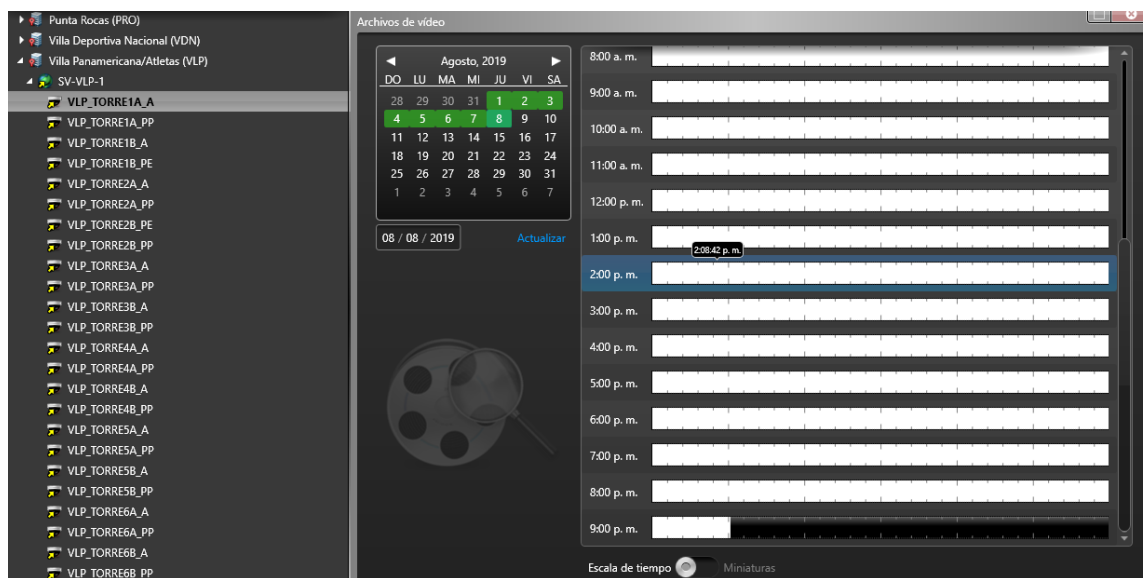 Punta Rocas (PRO)
Villa Deportiva Nacional (VDN)
Villa Panamericana/Atletas (VLP)
SV-VLP-1
VLP_TORRE1A_A
VLP_TORRE1A_PP
VLP_TORRE1B_A
VLP_TORRE1B_PE
VLP_TORRE2A_A
VLP_TORRE2A_PP
VLP_TORRE2B_PE
VLP_TORRE2B_PP
VLP_TORRE3A_A
VLP_TORRE3A_PP
VLP_TORRE3B_A
VLP_TORRE3B_PP
VLP_TORRE4A_A
VLP_TORRE4A_PP
VLP_TORRE4B_A
VLP_TORRE4B_PP
VLP_TORRE5A_A
VLP_TORRE5A_PP
VLP_TORRE5B_A
VLP_TORRE5B_PP
VLP_TORRE6A_A
VLP_TORRE6A_PP
VLP_TORRE6B_A
VLP_TORRE6B_PP
Archivos de vídeo
Agosto, 2019
DO LU MA MI JU VI SA
28 29 30 31 1 2 3
4 5 6 7 8 9 10
11 12 13 14 15 16 17
18 19 20 21 22 23 24
25 26 27 28 29 30 31
1 2 3 4 5 6 7
08 / 08 / 2019 Actualizar
8:00 a. m.
9:00 a. m.
10:00 a. m.
11:00 a. m.
12:00 p. m.
1:00 p. m.
2:08:42 p. m.
2:00 p. m.
3:00 p. m.
4:00 p. m.
5:00 p. m.
6:00 p. m.
7:00 p. m.
8:00 p. m.
9:00 p. m.
Escala de tiempo Miniaturas